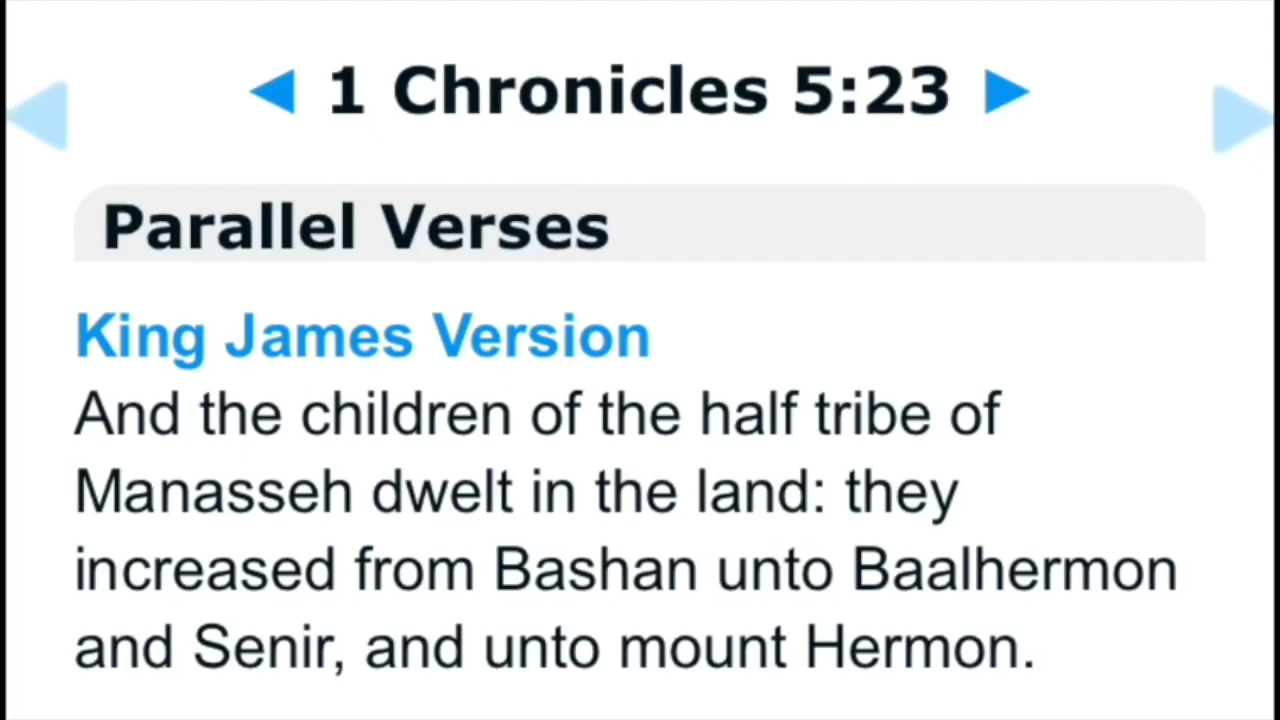 1 Chronicles 5:23
Parallel Verses
King James Version
And the children of the half tribe of
Manasseh dwelt in the land: they
increased from Bashan unto Baalhermon
and Senir, and unto mount Hermon.